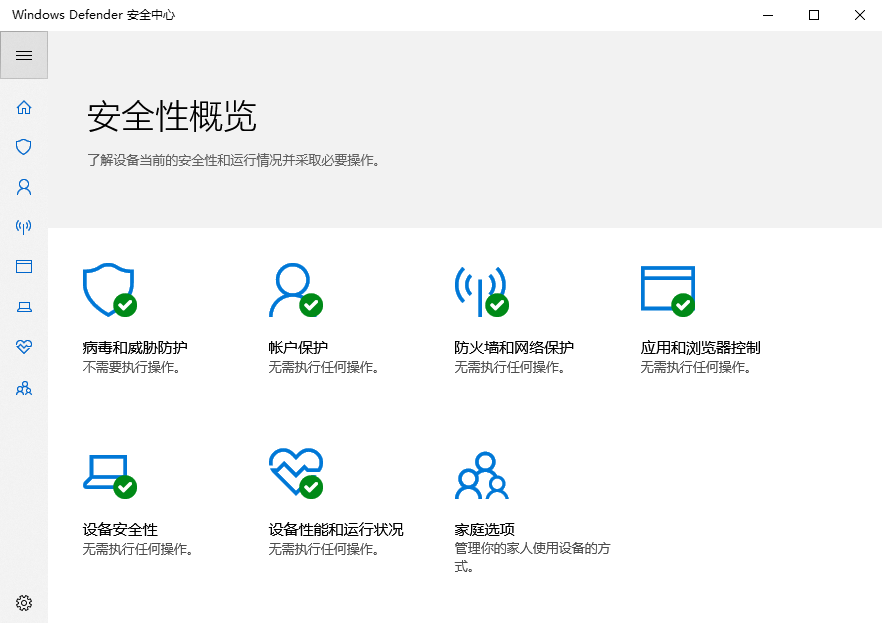 Windows Defender 安全中心
安全性概览
了解设备当前的安全性和运行情况并采取必要操作。
病毒和威胁防护
不需要执行操作。
帐户保护
无需执行任何操作。
防火墙和网络保护
无需执行任何操作。
应用和浏览器控制
无需执行任何操作。
设备安全性
无需执行任何操作。
设备性能和运行状况
无需执行任何操作。
家庭选项
管理你的家人使用设备的方
式。